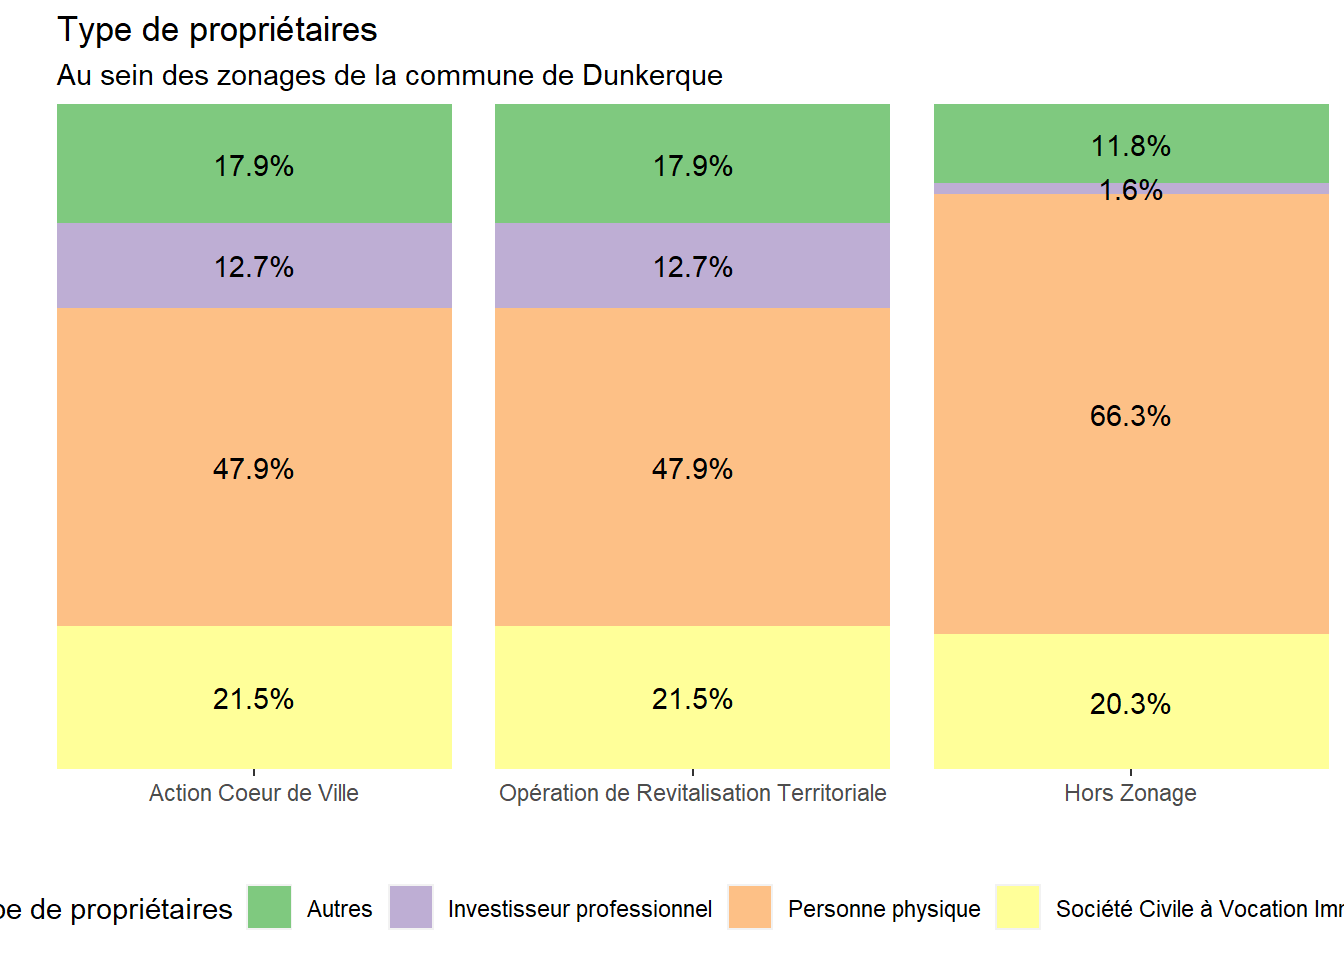 Type de propriétaires
Au sein des zonages de la commune de Dunkerque
17.9% 17.9% 11.8%
1.6%
12.7% 12.7%
66.3%
47.9% 47.9%
21.5% 21.5% 20.3%
Action Coeur de Ville Opération de Revitalisation Territoriale Hors Zonage
de propriétaires Autres Investisseur professionnel Personne physique Société Civile à Vocation